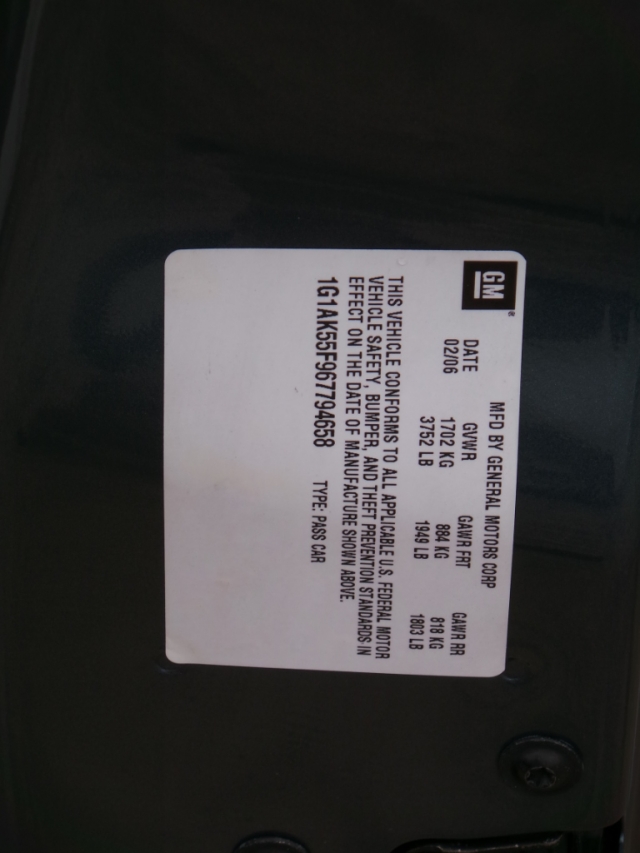 GM®
MFD BY GENERAL MOTORS CORP
DATE GVWR GAWR FRT GAWR RR
02/06 1702 KG 884 KG 818 KG
3752 LB 1949 LB 1803 LB
THIS VEHICLE CONFORMS TO ALL APPLICABLE U.S. FEDERAL MOTOR
VEHICLE SAFETY, BUMPER, AND THEFT PREVENTION STANDARDS IN
EFFECT ON THE DATE OF MANUFACTURE SHOWN ABOVE.
1G1AK55F967794658 TYPE: PASS CAR